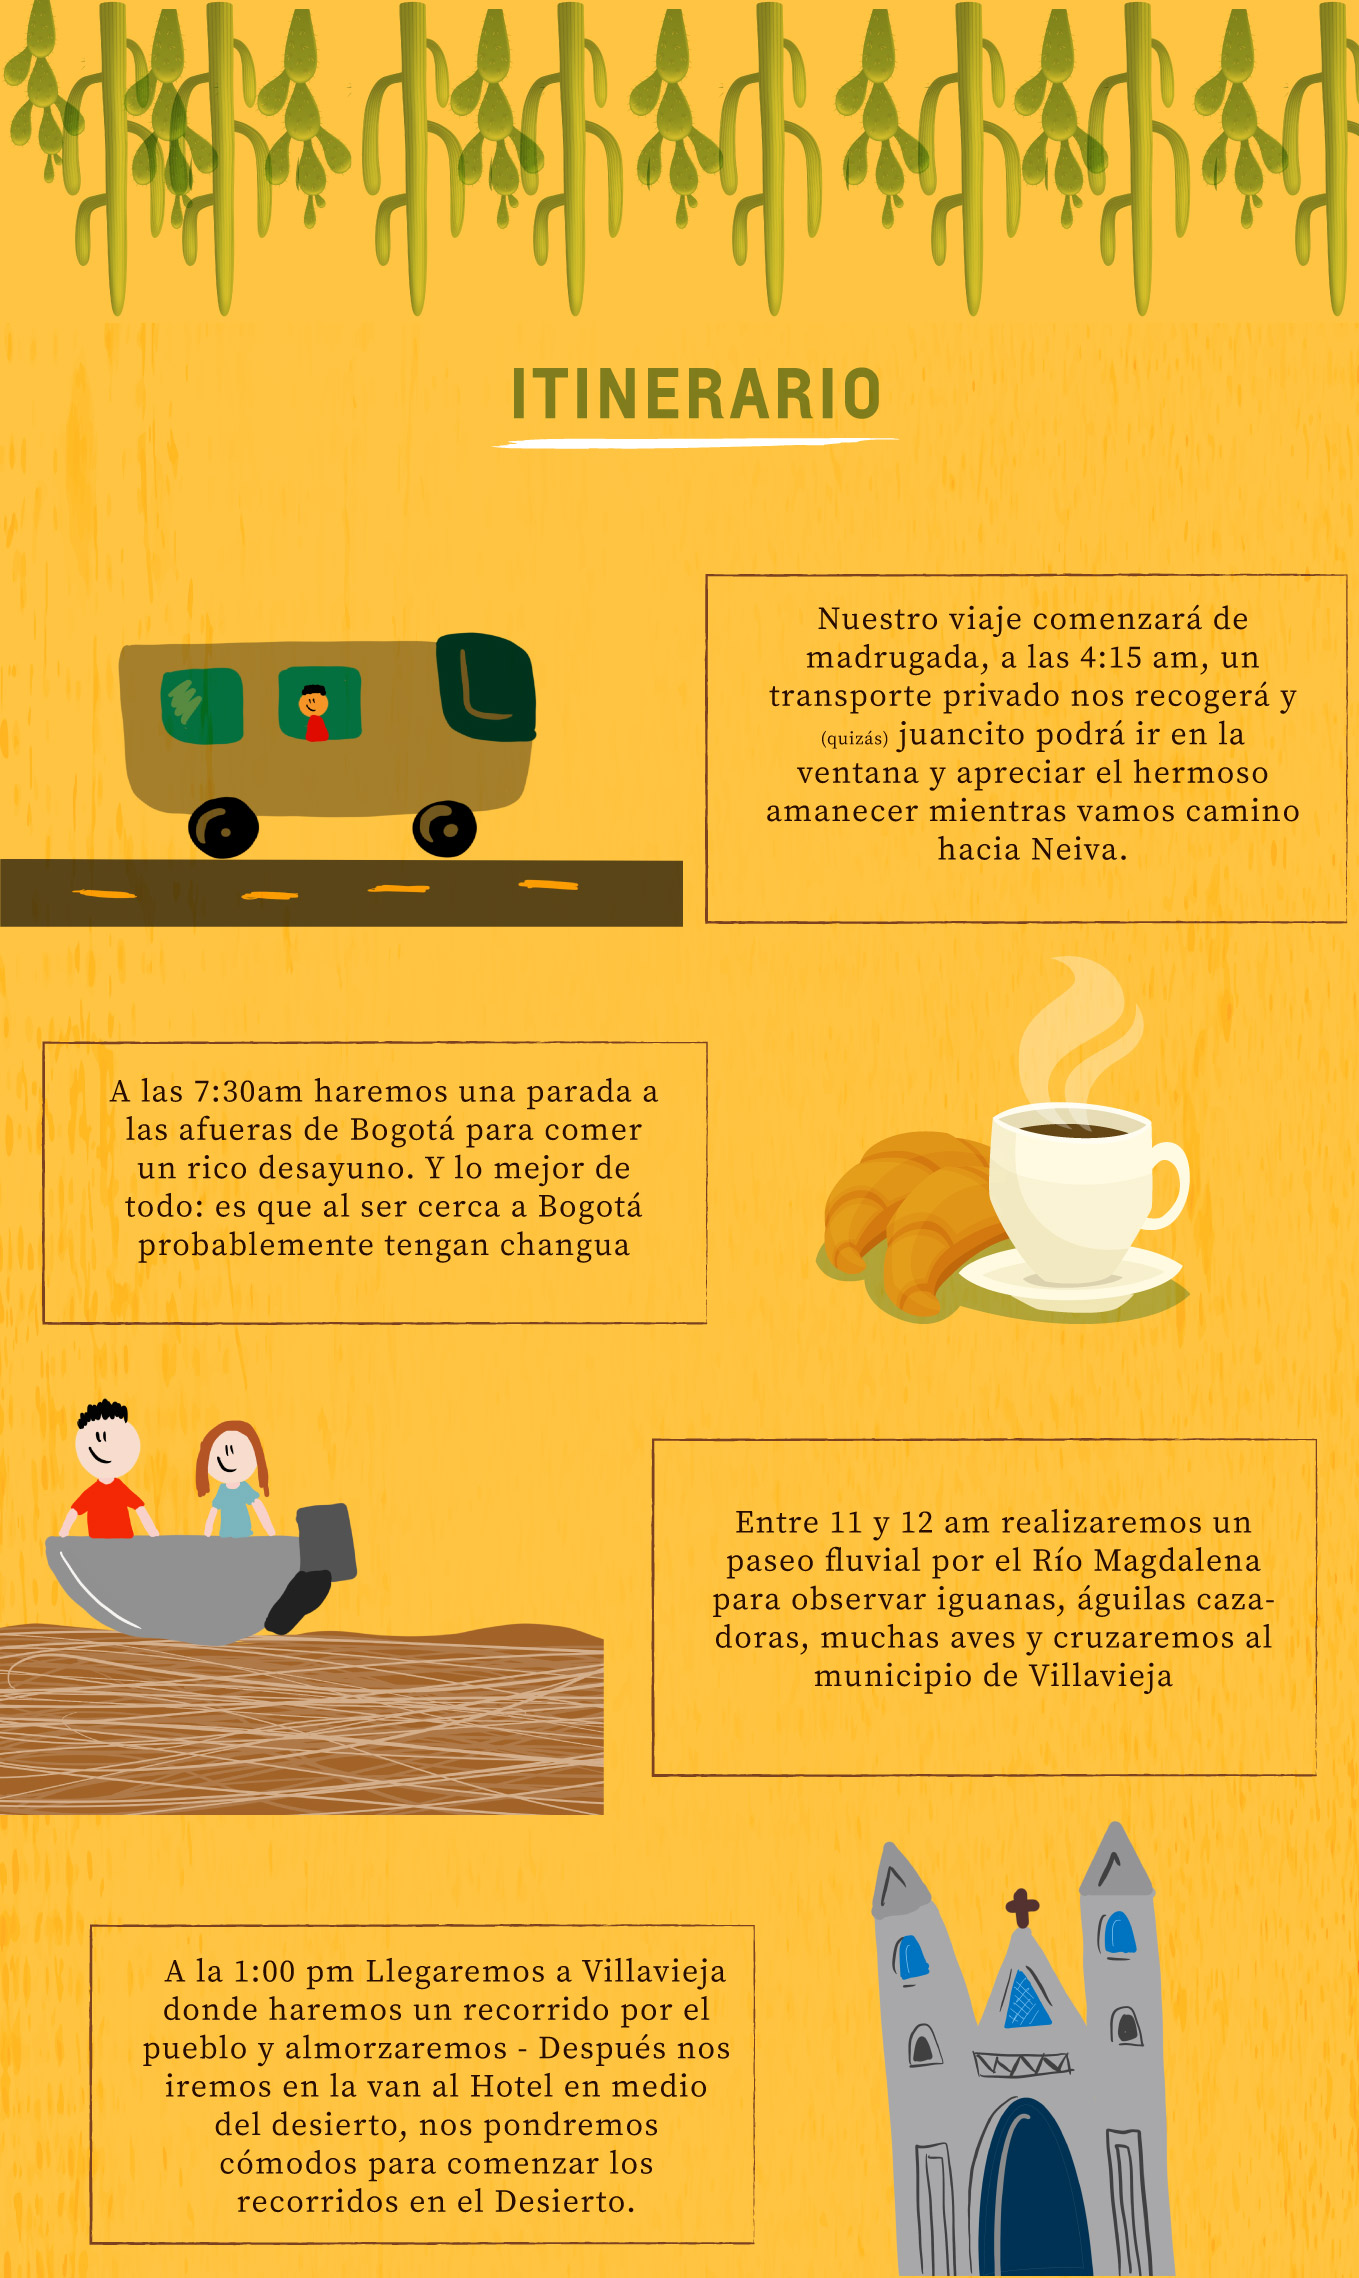 ITINERARIO
Nuestro viaje comenzará de
madrugada, a las 4:15 am, un
transporte privado nos recogerá y
(quizás) juancito podrá ir en la
ventana y apreciar el hermoso
amanecer mientras vamos camino
hacia Neiva.
A las 7:30am haremos una parada a
las afueras de Bogotá para comer
un rico desayuno. Y lo mejor de
todo: es que al ser cerca a Bogotá
probablemente tengan changua
Entre 11 y 12 am realizaremos un
paseo fluvial por el Río Magdalena
para observar iguanas, águilas caza-
doras, muchas aves y cruzaremos al
municipio de Villavieja
A la 1:00 pm Llegaremos a Villavieja
donde haremos un recorrido por el
pueblo y almorzaremos - Después nos
iremos en la van al Hotel en medio
del desierto, nos pondremos
cómodos para comenzar los
recorridos en el Desierto.